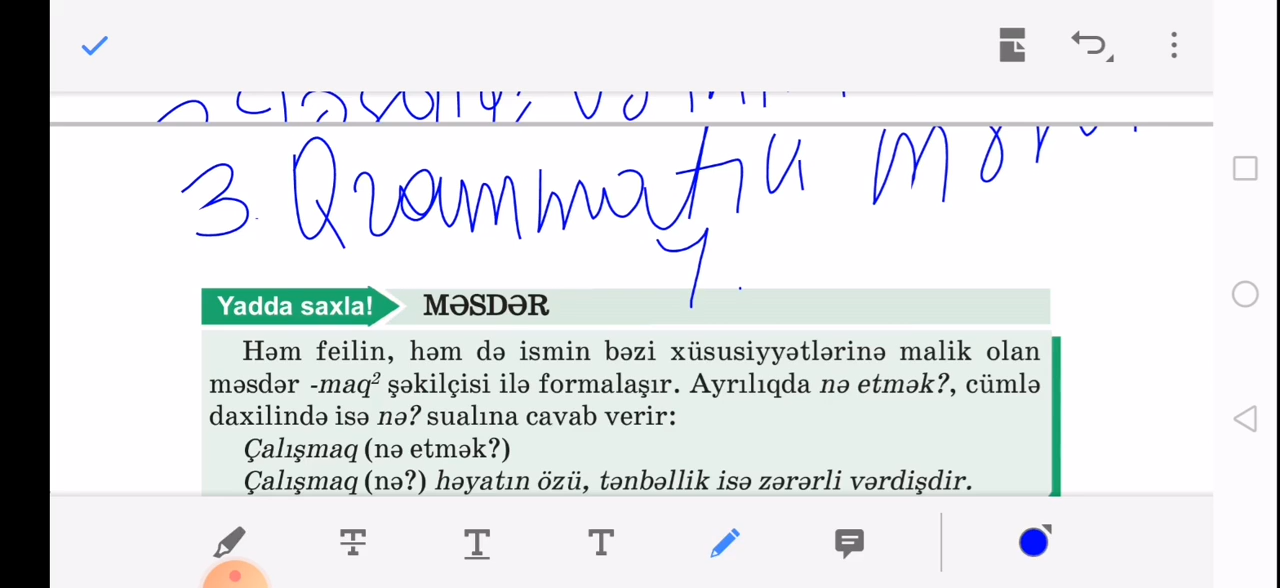 3. Qrammatik
4.
Yadda saxla! MƏSDƏR
Həm feilin, həm də ismin bəzi xüsusiyyətlərinə malik olan
məsdər -maq² şəkilçisi ilə formalaşır. Ayrılıqda nə etmək?, cümlə
daxilində isə nə? sualına cavab verir:
Çalışmaq (nə etmək?)
Çalışmaq (nə?) həyatın özü, tənbəllik isə zərərli vərdişdir.
T T T